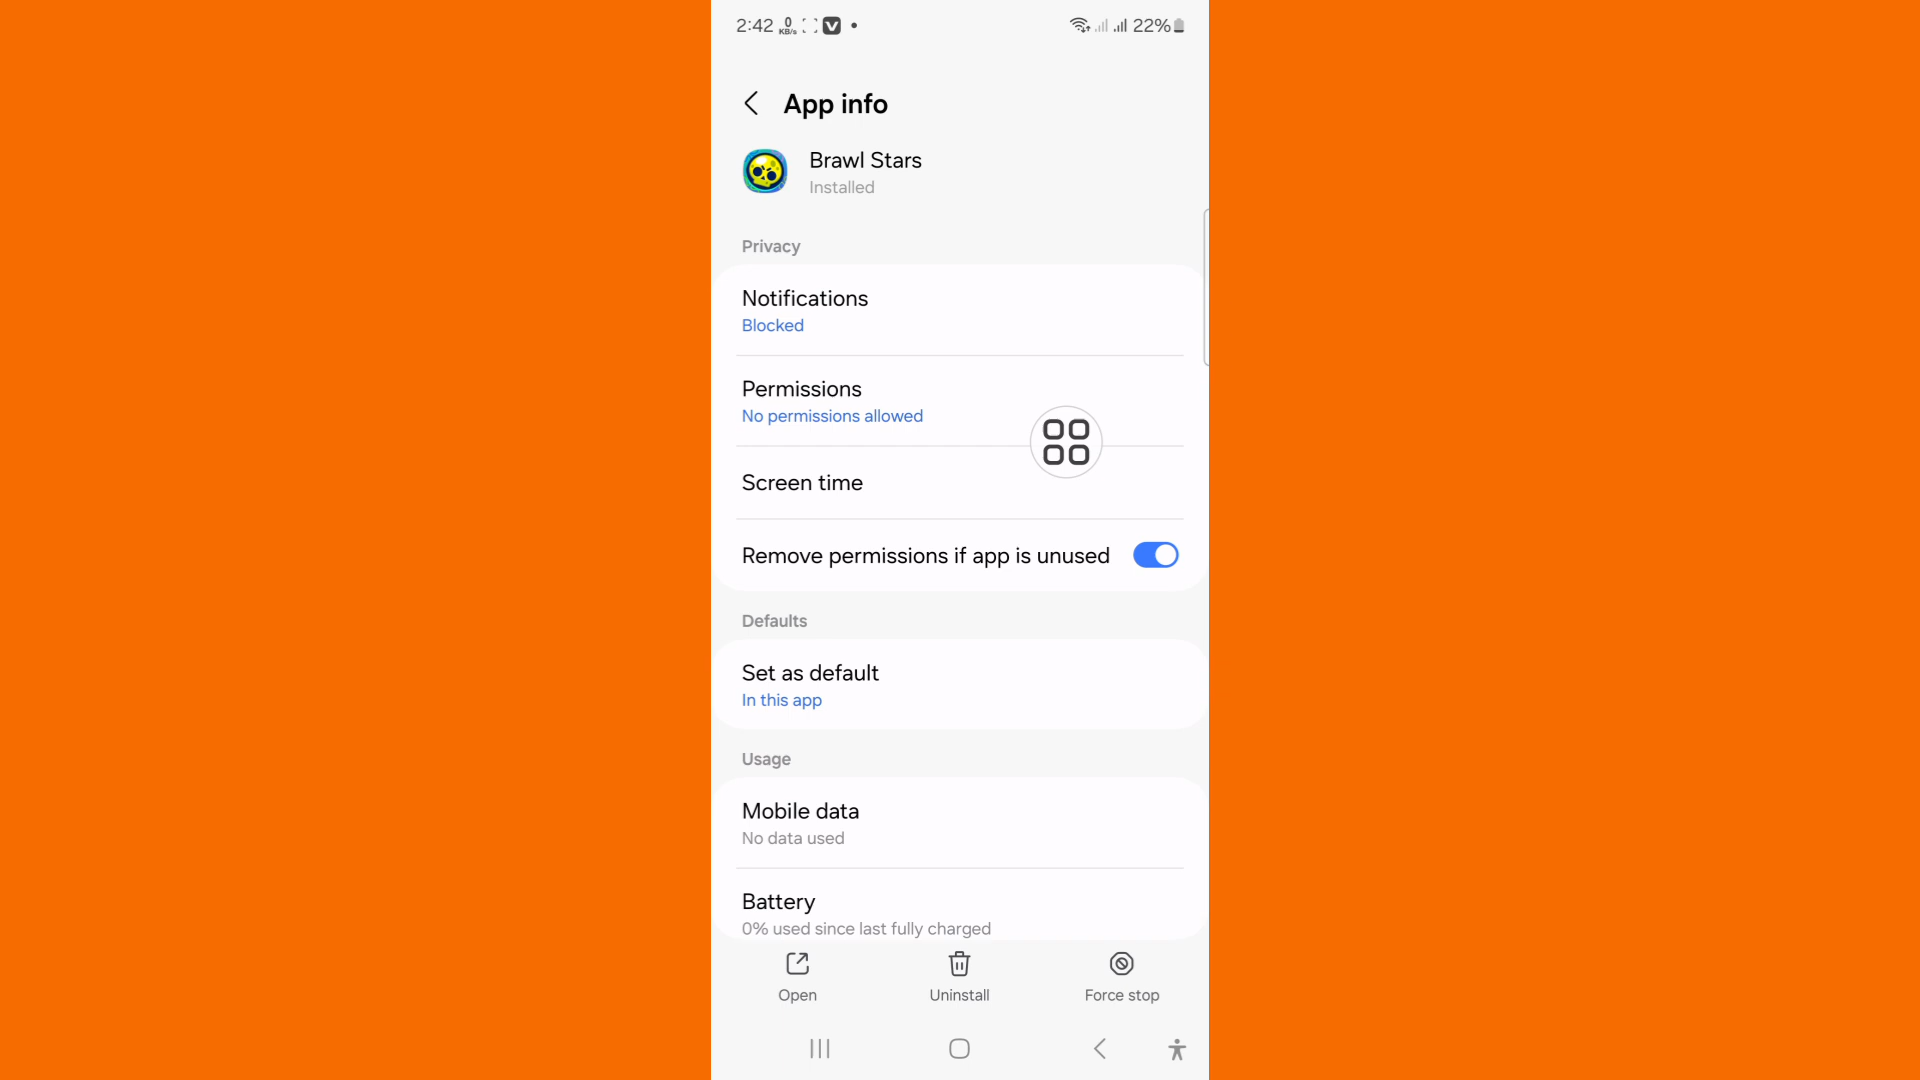 2:42 0 KB/s V 22%
App info
Brawl Stars
Installed
Privacy
Notifications
Blocked
Permissions
No permissions allowed
Screen time
Remove permissions if app is unused
Defaults
Set as default
In this app
Usage
Mobile data
No data used
Battery
0% used since last fully charged
Open
Uninstall
Force stop